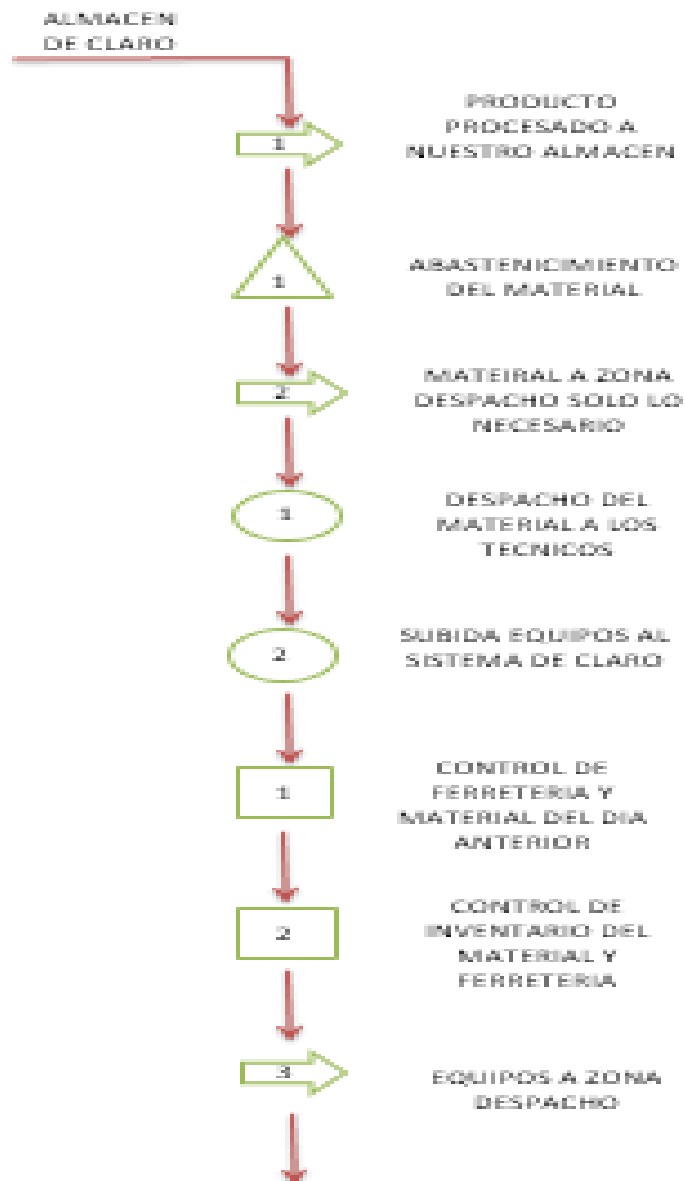 ALMACEN
DE CLARO
1
PRODUCTO
PROCESADO A
NUESTRO ALMACEN
1
ABASTENICIMIENTO
DEL MATERIAL
2
MATEIRAL A ZONA
DESPACHO SOLO LO
NECESARIO
1
DESPACHO DEL
MATERIAL A LOS
TECNICOS
2
SUBIDA EQUIPOS AL
SISTEMA DE CLARO
1
CONTROL DE
FERRETERIA Y
MATERIAL DEL DIA
ANTERIOR
2
CONTROL DE
INVENTARIO DEL
MATERIAL Y
FERRETERIA
3
EQUIPOS A ZONA
DESPACHO